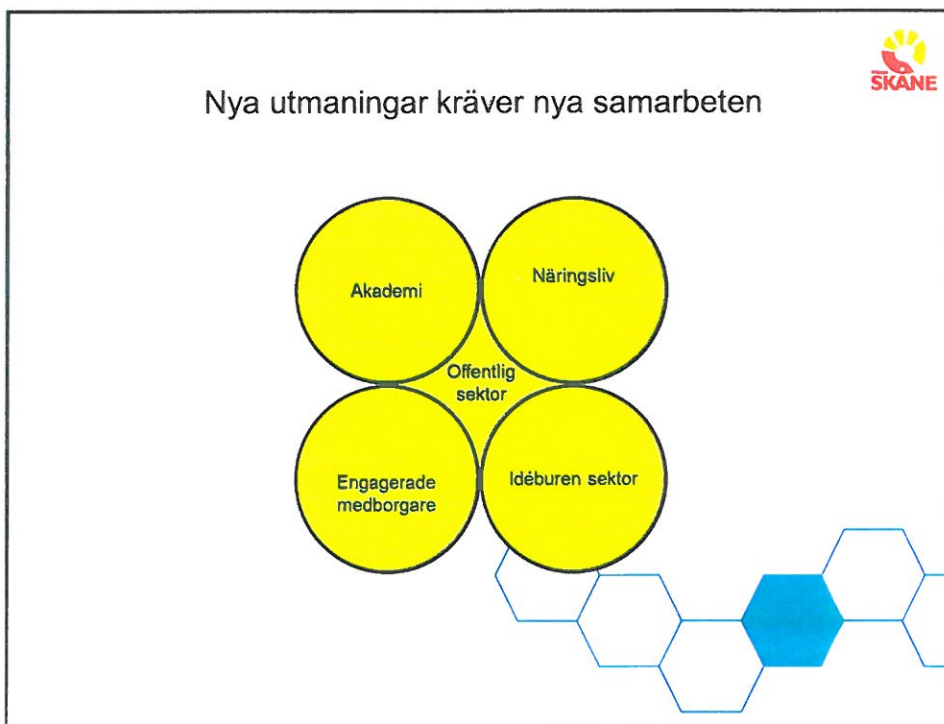 SKÅNE
Nya utmaningar kräver nya samarbeten
Akademi
Näringsliv
Offentlig
sektor
Engagerade
medborgare
Idéburen sektor